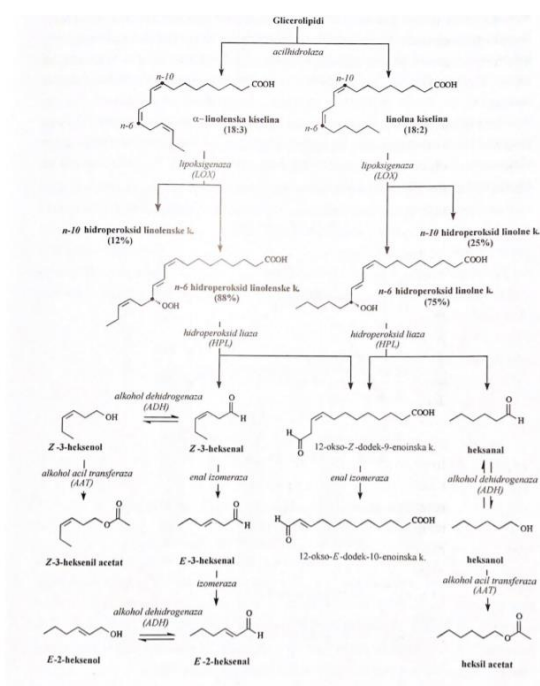 Glicerolipidi
acilhidrolaza
n-10
COOH
n-10
COOH
n-6
α-linolenska kiselina
(18:3)
n-6
linolna kiselina
(18:2)
lipoksigenaza
(LOX)
lipoksigenaza
(LOX)
n-10 hidroperoksid linolenske k.
(12%)
n-10 hidroperoksid linolne k.
(25%)
COOH
COOH
OOH
n-6 hidroperoksid linolenske k.
(88%)
OOH
n-6 hidroperoksid linolne k.
(75%)
hidroperoksid liaza
(HPL)
hidroperoksid liaza
(HPL)
alkohol dehidrogenaza
(ADH)
OH
O
H
COOH
H
O
O
H
Z-3-heksenol
Z-3-heksenal
12-okso-Z-dodek-9-enoinska k.
heksanal
alkohol acil transferaza
(AAT)
enal izomeraza
enal izomeraza
alkohol dehidrogenaza
(ADH)
O
O
O
H
H
O
COOH
OH
Z-3-heksenil acetat
E-3-heksenal
12-okso-E-dodek-10-enoinska k.
heksanol
izomeraza
alkohol acil transferaza
(AAT)
alkohol dehidrogenaza
(ADH)
OH
O
H
O
O
E-2-heksenol
E-2-heksenal
heksil acetat